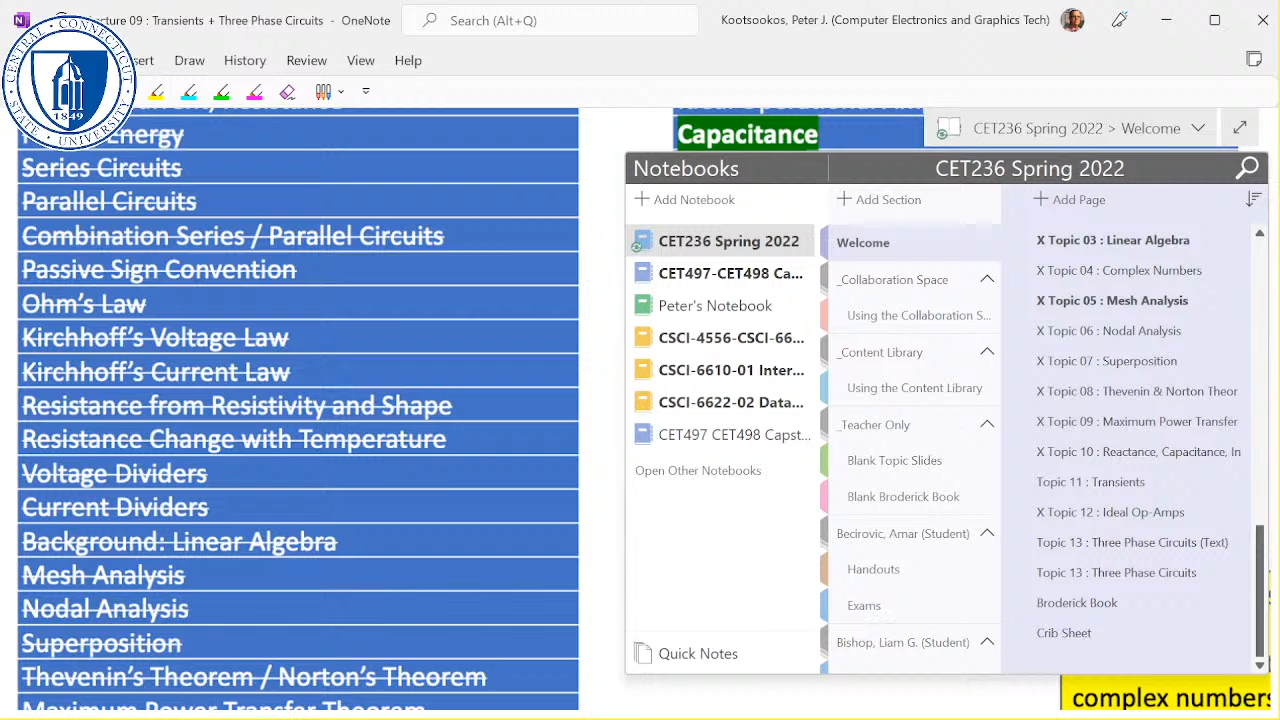 Lecture 09 : Transients + Three Phase Circuits - OneNote
Search (Alt+Q)
Kootsookos, Peter J. (Computer Electronics and Graphics Tech)
CENTRAL CONNECTICUT STATE UNIVERSITY
1849
Draw
History
Review
View
Help
Energy
Series Circuits
Parallel Circuits
Combination Series / Parallel Circuits
Passive Sign Convention
Ohm's Law
Kirchhoff's Voltage Law
Kirchhoff's Current Law
Resistance from Resistivity and Shape
Resistance Change with Temperature
Voltage Dividers
Current Dividers
Background: Linear Algebra
Mesh Analysis
Nodal Analysis
Superposition
Thevenin's Theorem / Norton's Theorem
Maximum Power Transfer Theorem
Capacitance
CET236 Spring 2022 > Welcome
Notebooks
CET236 Spring 2022
Add Notebook
CET236 Spring 2022
CET497-CET498 Ca...
Peter's Notebook
CSCI-4556-CSCI-66...
CSCI-6610-01 Inter...
CSCI-6622-02 Data...
CET497 CET498 Capst...
Open Other Notebooks
Quick Notes
Add Section
Welcome
_Collaboration Space
Using the Collaboration S...
_Content Library
Using the Content Library
_Teacher Only
Blank Topic Slides
Blank Broderick Book
Becirovic, Amar (Student)
Handouts
Exams
Bishop, Liam G. (Student)
Add Page
X Topic 03 : Linear Algebra
X Topic 04 : Complex Numbers
X Topic 05 : Mesh Analysis
X Topic 06 : Nodal Analysis
X Topic 07 : Superposition
X Topic 08 : Thevenin & Norton Theor
X Topic 09 : Maximum Power Transfer
X Topic 10 : Reactance, Capacitance, In
Topic 11 : Transients
X Topic 12 : Ideal Op-Amps
Topic 13 : Three Phase Circuits (Text)
Topic 13 : Three Phase Circuits
Broderick Book
Crib Sheet
complex numbers